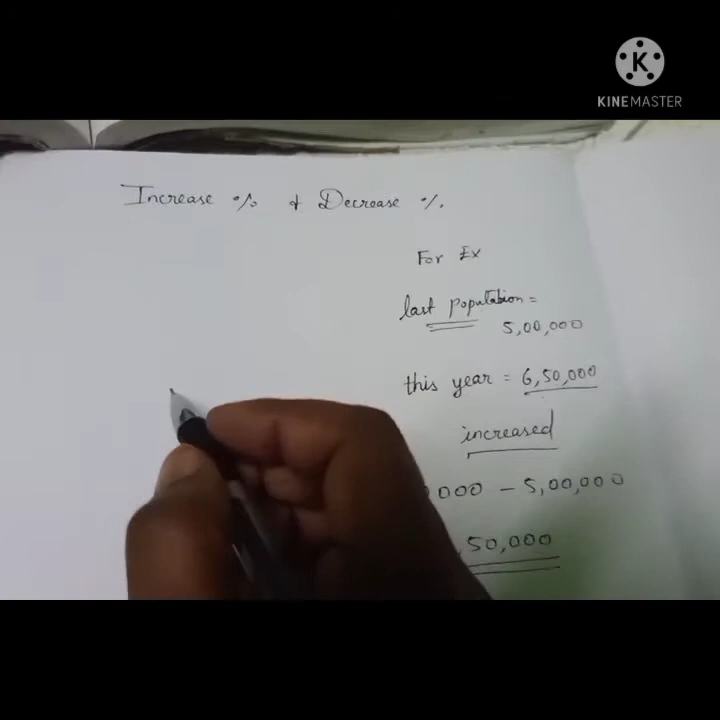 KINEMASTER
Increase % & Decrease %
For Ex
last population =
5,00,000
this year = 6,50,000
increased
0000 - 5,00,000
,50,000